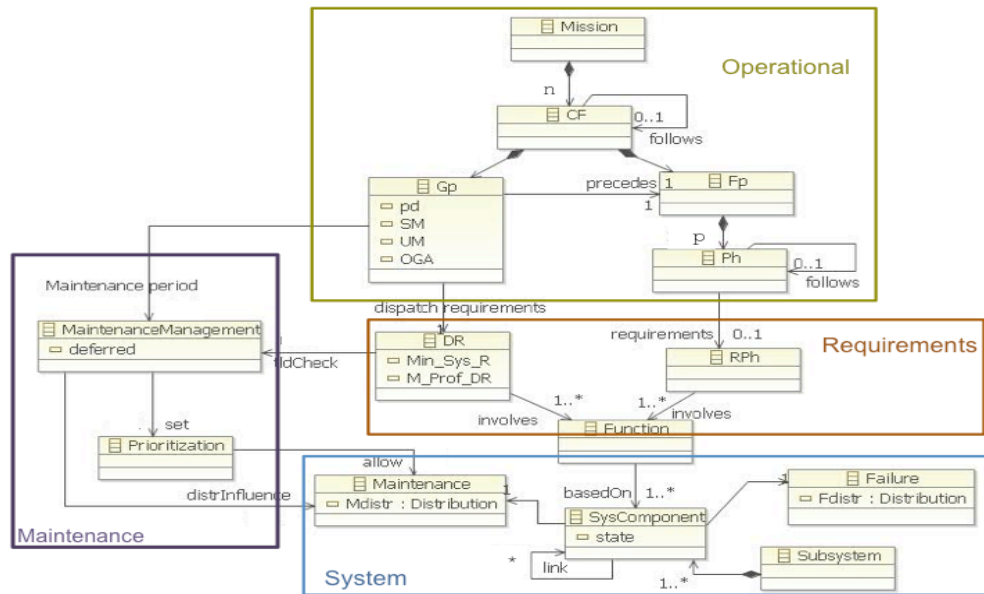 Mission
Operational
n
CF
0..1
follows
Gp
pd
SM
UM
OGA
precedes
1
1
Fp
p
Ph
0..1
follows
Maintenance period
dispatch requirements
requirements
0..1
Requirements
MaintenanceManagement
deferred
1
DR
Min_Sys_R
M_Prof_DR
RPh
1..*
1..*
involves
involves
Function
set
Prioritization
allow
distrInfluence
Maintenance
Maintenance
Mdistr : Distribution
1
basedOn
1..*
1
Failure
Fdistr : Distribution
SysComponent
state
*
link
1..*
Subsystem
System